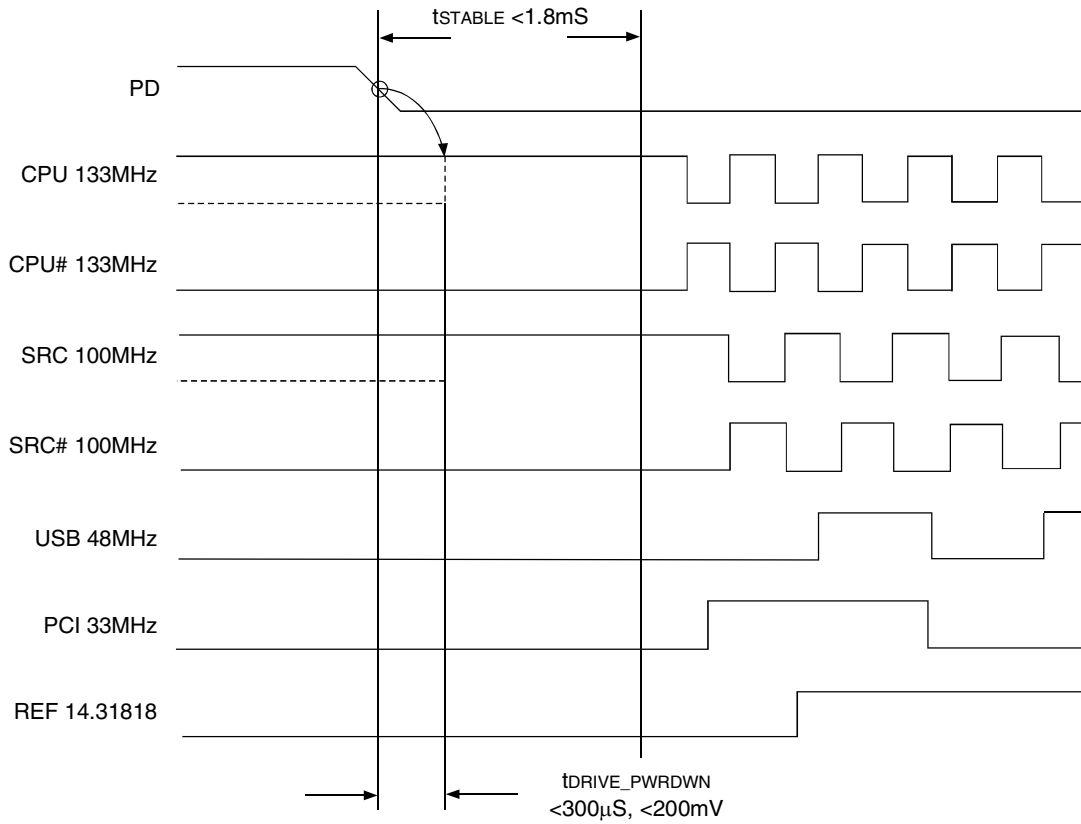 tSTABLE <1.8mS
PD
CPU 133MHz
CPU# 133MHz
SRC 100MHz
SRC# 100MHz
USB 48MHz
PCI 33MHz
REF 14.31818
tDRIVE_PWRDWN
<300µS, <200mV